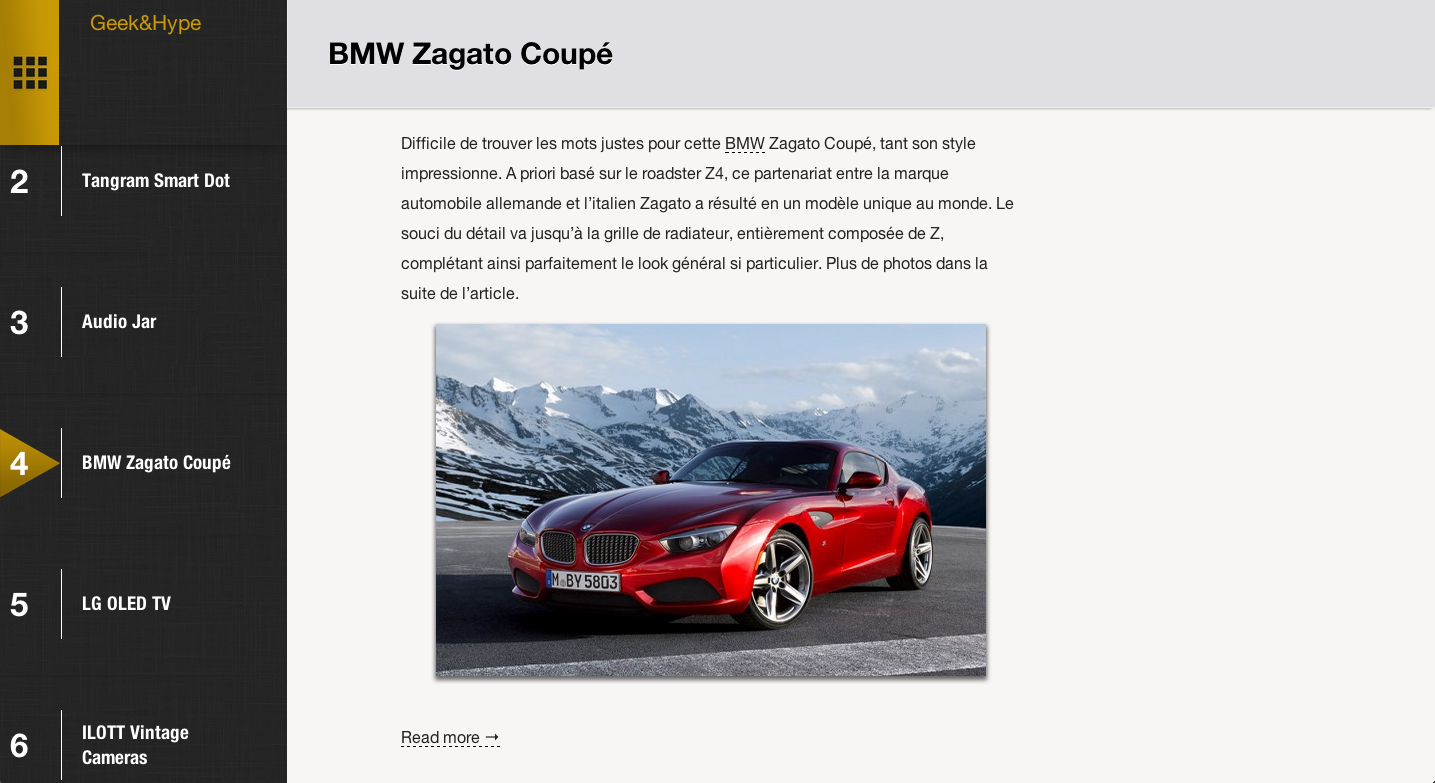 Geek&Hype
2
Tangram Smart Dot
3
Audio Jar
4
BMW Zagato Coupé
5
LG OLED TV
6
ILOTT Vintage
Cameras
BMW Zagato Coupé
Difficile de trouver les mots justes pour cette BMW Zagato Coupé, tant son style
impressionne. A priori basé sur le roadster Z4, ce partenariat entre la marque
automobile allemande et l’italien Zagato a résulté en un modèle unique au monde. Le
souci du détail va jusqu’à la grille de radiateur, entièrement composée de Z,
complétant ainsi parfaitement le look général si particulier. Plus de photos dans la
suite de l’article.
M BY 5803
Read more →